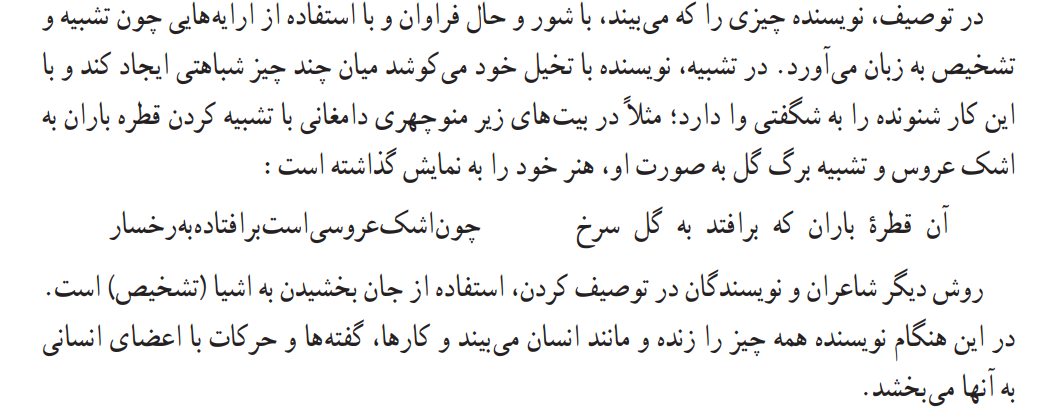 در توصیف، نویسنده چیزی را که می‌بیند، با شور و حال فراوان و با استفاده از آرایه‌هایی چون تشبیه و
تشخیص به زبان می‌آورد. در تشبیه، نویسنده با تخیل خود می‌کوشد میان چند چیز شباهتی ایجاد کند و با
این کار شنونده را به شگفتی وا دارد؛ مثلاً در بیت‌های زیر منوچهری دامغانی با تشبیه کردن قطره باران به
اشک عروس و تشبیه برگ گل به صورت او، هنر خود را به نمایش گذاشته است :
آن قطرهٔ باران که برافتد به گل سرخ چون اشک عروسی است برافتاده به رخسار
روش دیگر شاعران و نویسندگان در توصیف کردن، استفاده از جان بخشیدن به اشیا (تشخیص) است.
در این هنگام نویسنده همه چیز را زنده و مانند انسان می‌بیند و کارها، گفته‌ها و حرکات با اعضای انسانی
به آنها می‌بخشد.